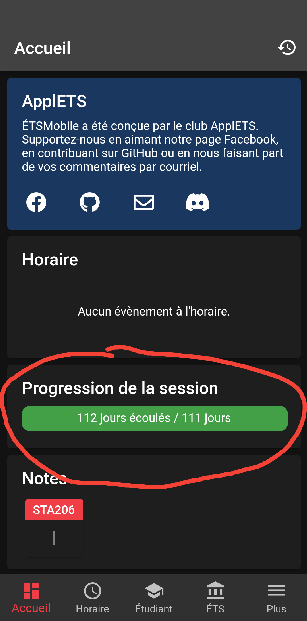 Accueil
ApplETS
ÉTSMobile a été conçue par le club ApplETS.
Supportez-nous en aimant notre page Facebook,
en contribuant sur GitHub ou en nous faisant part
de vos commentaires par courriel.
Horaire
Aucun évènement à l'horaire.
Progression de la session
112 jours écoulés / 111 jours
Notes
STA206
Accueil
Horaire
Étudiant
ÉTS
Plus